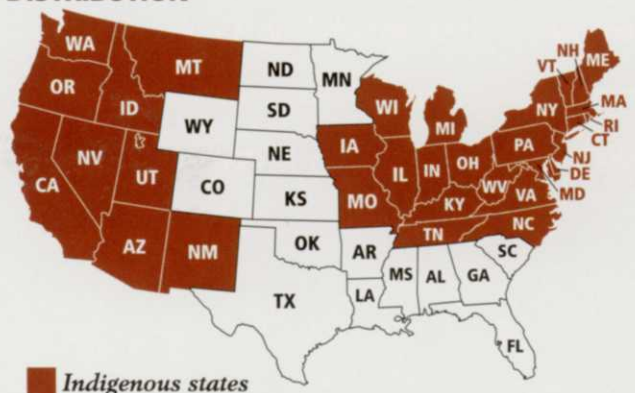 WA
MT
ND
MN
OR
ID
WY
SD
WI
MI
NY
VT
NH
ME
MA
RI
CT
NV
UT
CO
NE
IA
IL
IN
OH
PA
NJ
DE
MD
CA
KS
MO
KY
WV
VA
AZ
NM
OK
AR
TN
NC
TX
LA
MS
AL
GA
SC
FL
Indigenous states